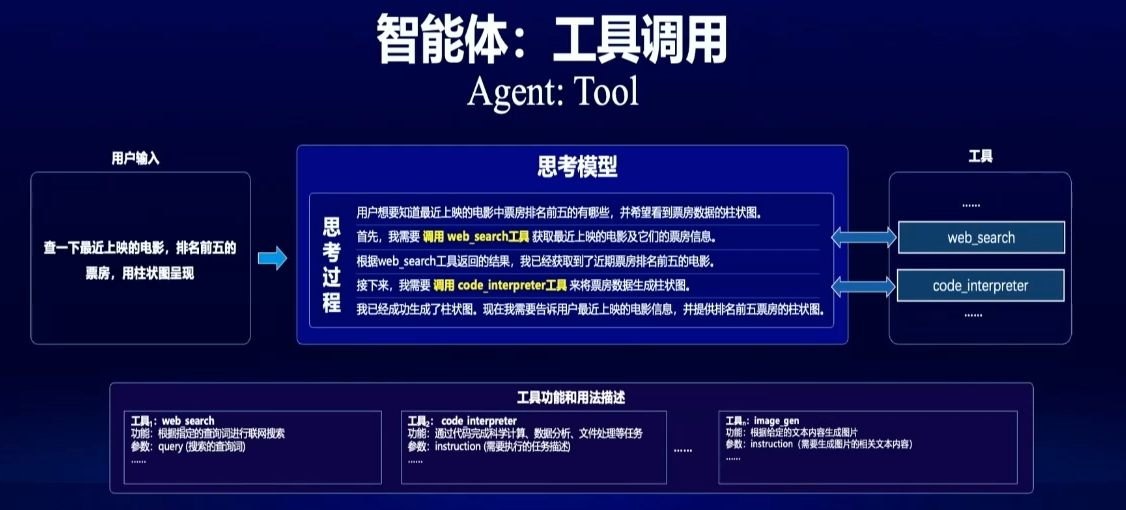 智能体：工具调用
Agent: Tool
用户输入
查一下最近上映的电影，排名前五的
票房，用柱状图呈现
思考模型
思考过程
用户想要知道最近上映的电影中票房排名前五的有哪些，并希望看到票房数据的柱状图。
首先，我需要 调用 web_search工具 获取最近上映的电影及它们的票房信息。
根据web_search工具返回的结果，我已经获取到了近期票房排名前五的电影。
接下来，我需要 调用 code_interpreter工具 来将票房数据生成柱状图。
我已经成功生成了柱状图。现在我需要告诉用户最近上映的电影信息，并提供排名前五票房的柱状图。
工具
......
web_search
code_interpreter
......
工具功能和用法描述
工具₁：web_search
功能：根据指定的查询词进行联网搜索
参数：query (搜索的查询词)
......
工具₂： code_interpreter
功能：通过代码完成科学计算、数据分析、文件处理等任务
参数：instruction (需要执行的任务描述)
......
......
工具ₙ：image_gen
功能：根据给定的文本内容生成图片
参数：instruction（需要生成图片的相关文本内容）
......